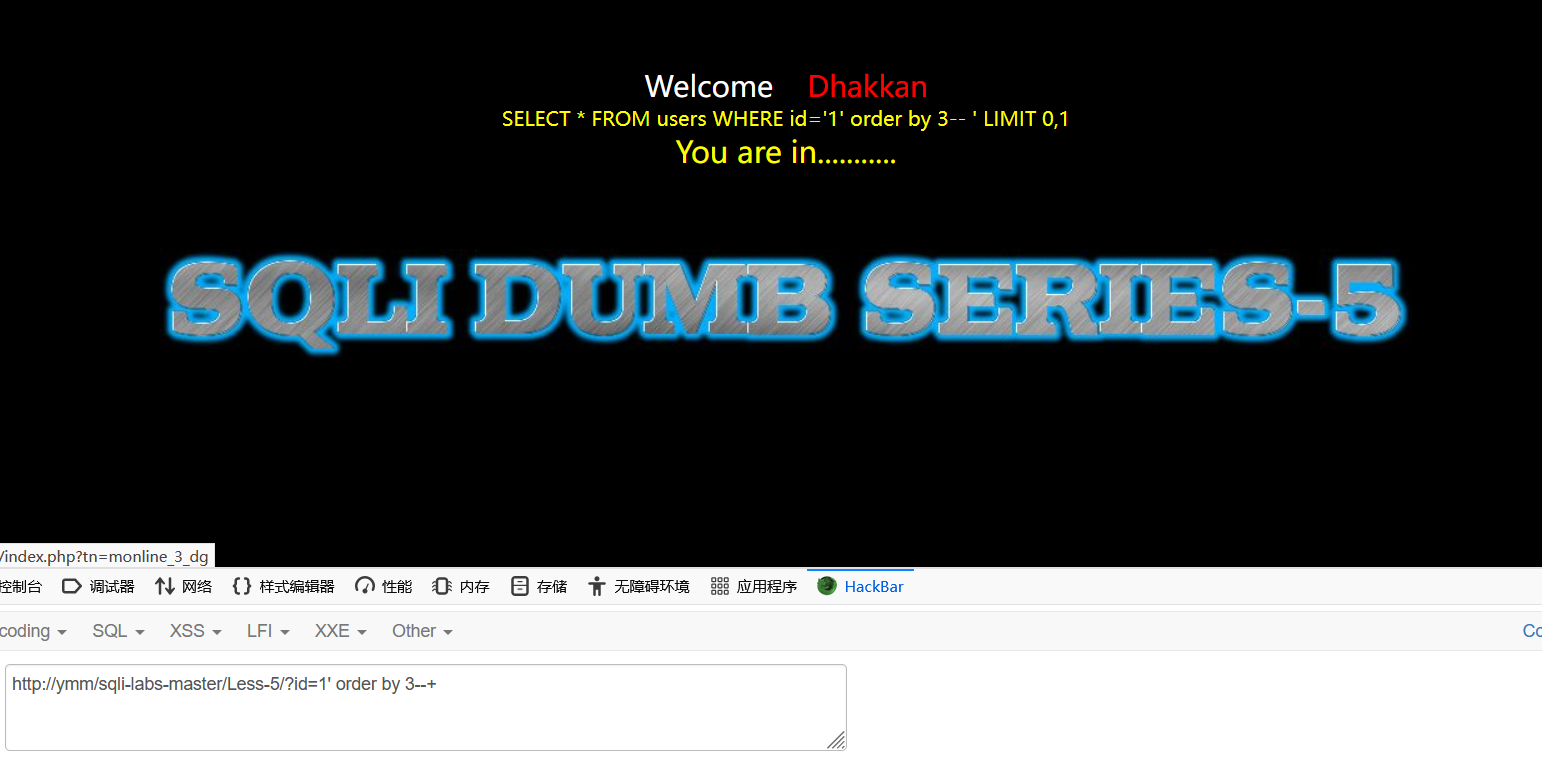 Welcome Dhakkan
SELECT * FROM users WHERE id='1' order by 3-- ' LIMIT 0,1
You are in...........
SQLI DUMB SERIES-5
/index.php?tn=monline_3_dg
控制台 调试器 网络 样式编辑器 性能 内存 存储 无障碍环境 应用程序 HackBar
coding SQL XSS LFI XXE Other Co
http://ymm/sqli-labs-master/Less-5/?id=1' order by 3--+